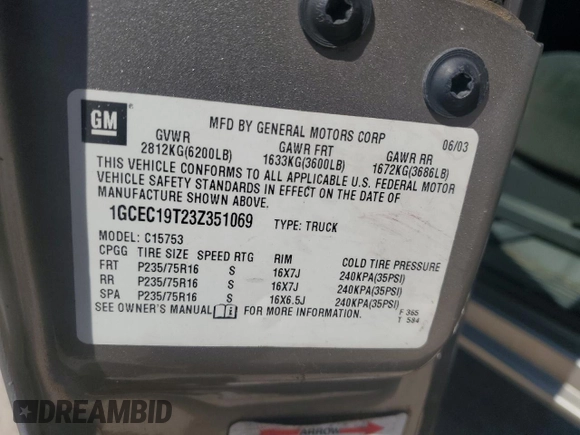 GM
MFD BY GENERAL MOTORS CORP 06/03
GVWR GAWR FRT GAWR RR
2812KG(6200LB) 1633KG(3600LB) 1672KG(3686LB)
THIS VEHICLE CONFORMS TO ALL APPLICABLE U.S. FEDERAL MOTOR
VEHICLE SAFETY STANDARDS IN EFFECT ON THE DATE OF
MANUFACTURE SHOWN ABOVE.
1GCEC19T23Z351069 TYPE: TRUCK
MODEL: C15753
CPGG TIRE SIZE SPEED RTG RIM COLD TIRE PRESSURE
FRT P235/75R16 S 16X7J 240KPA(35PSI)
RR P235/75R16 S 16X7J 240KPA(35PSI)
SPA P235/75R16 S 16X6.5J 240KPA(35PSI)
SEE OWNER'S MANUAL FOR MORE INFORMATION.
F 365
T 594
ARROW
DREAMBID